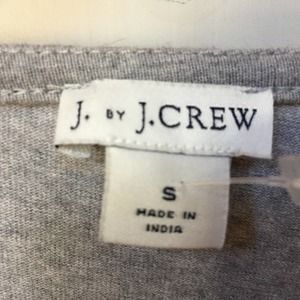 J. BY J.CREW
S
MADE IN
INDIA